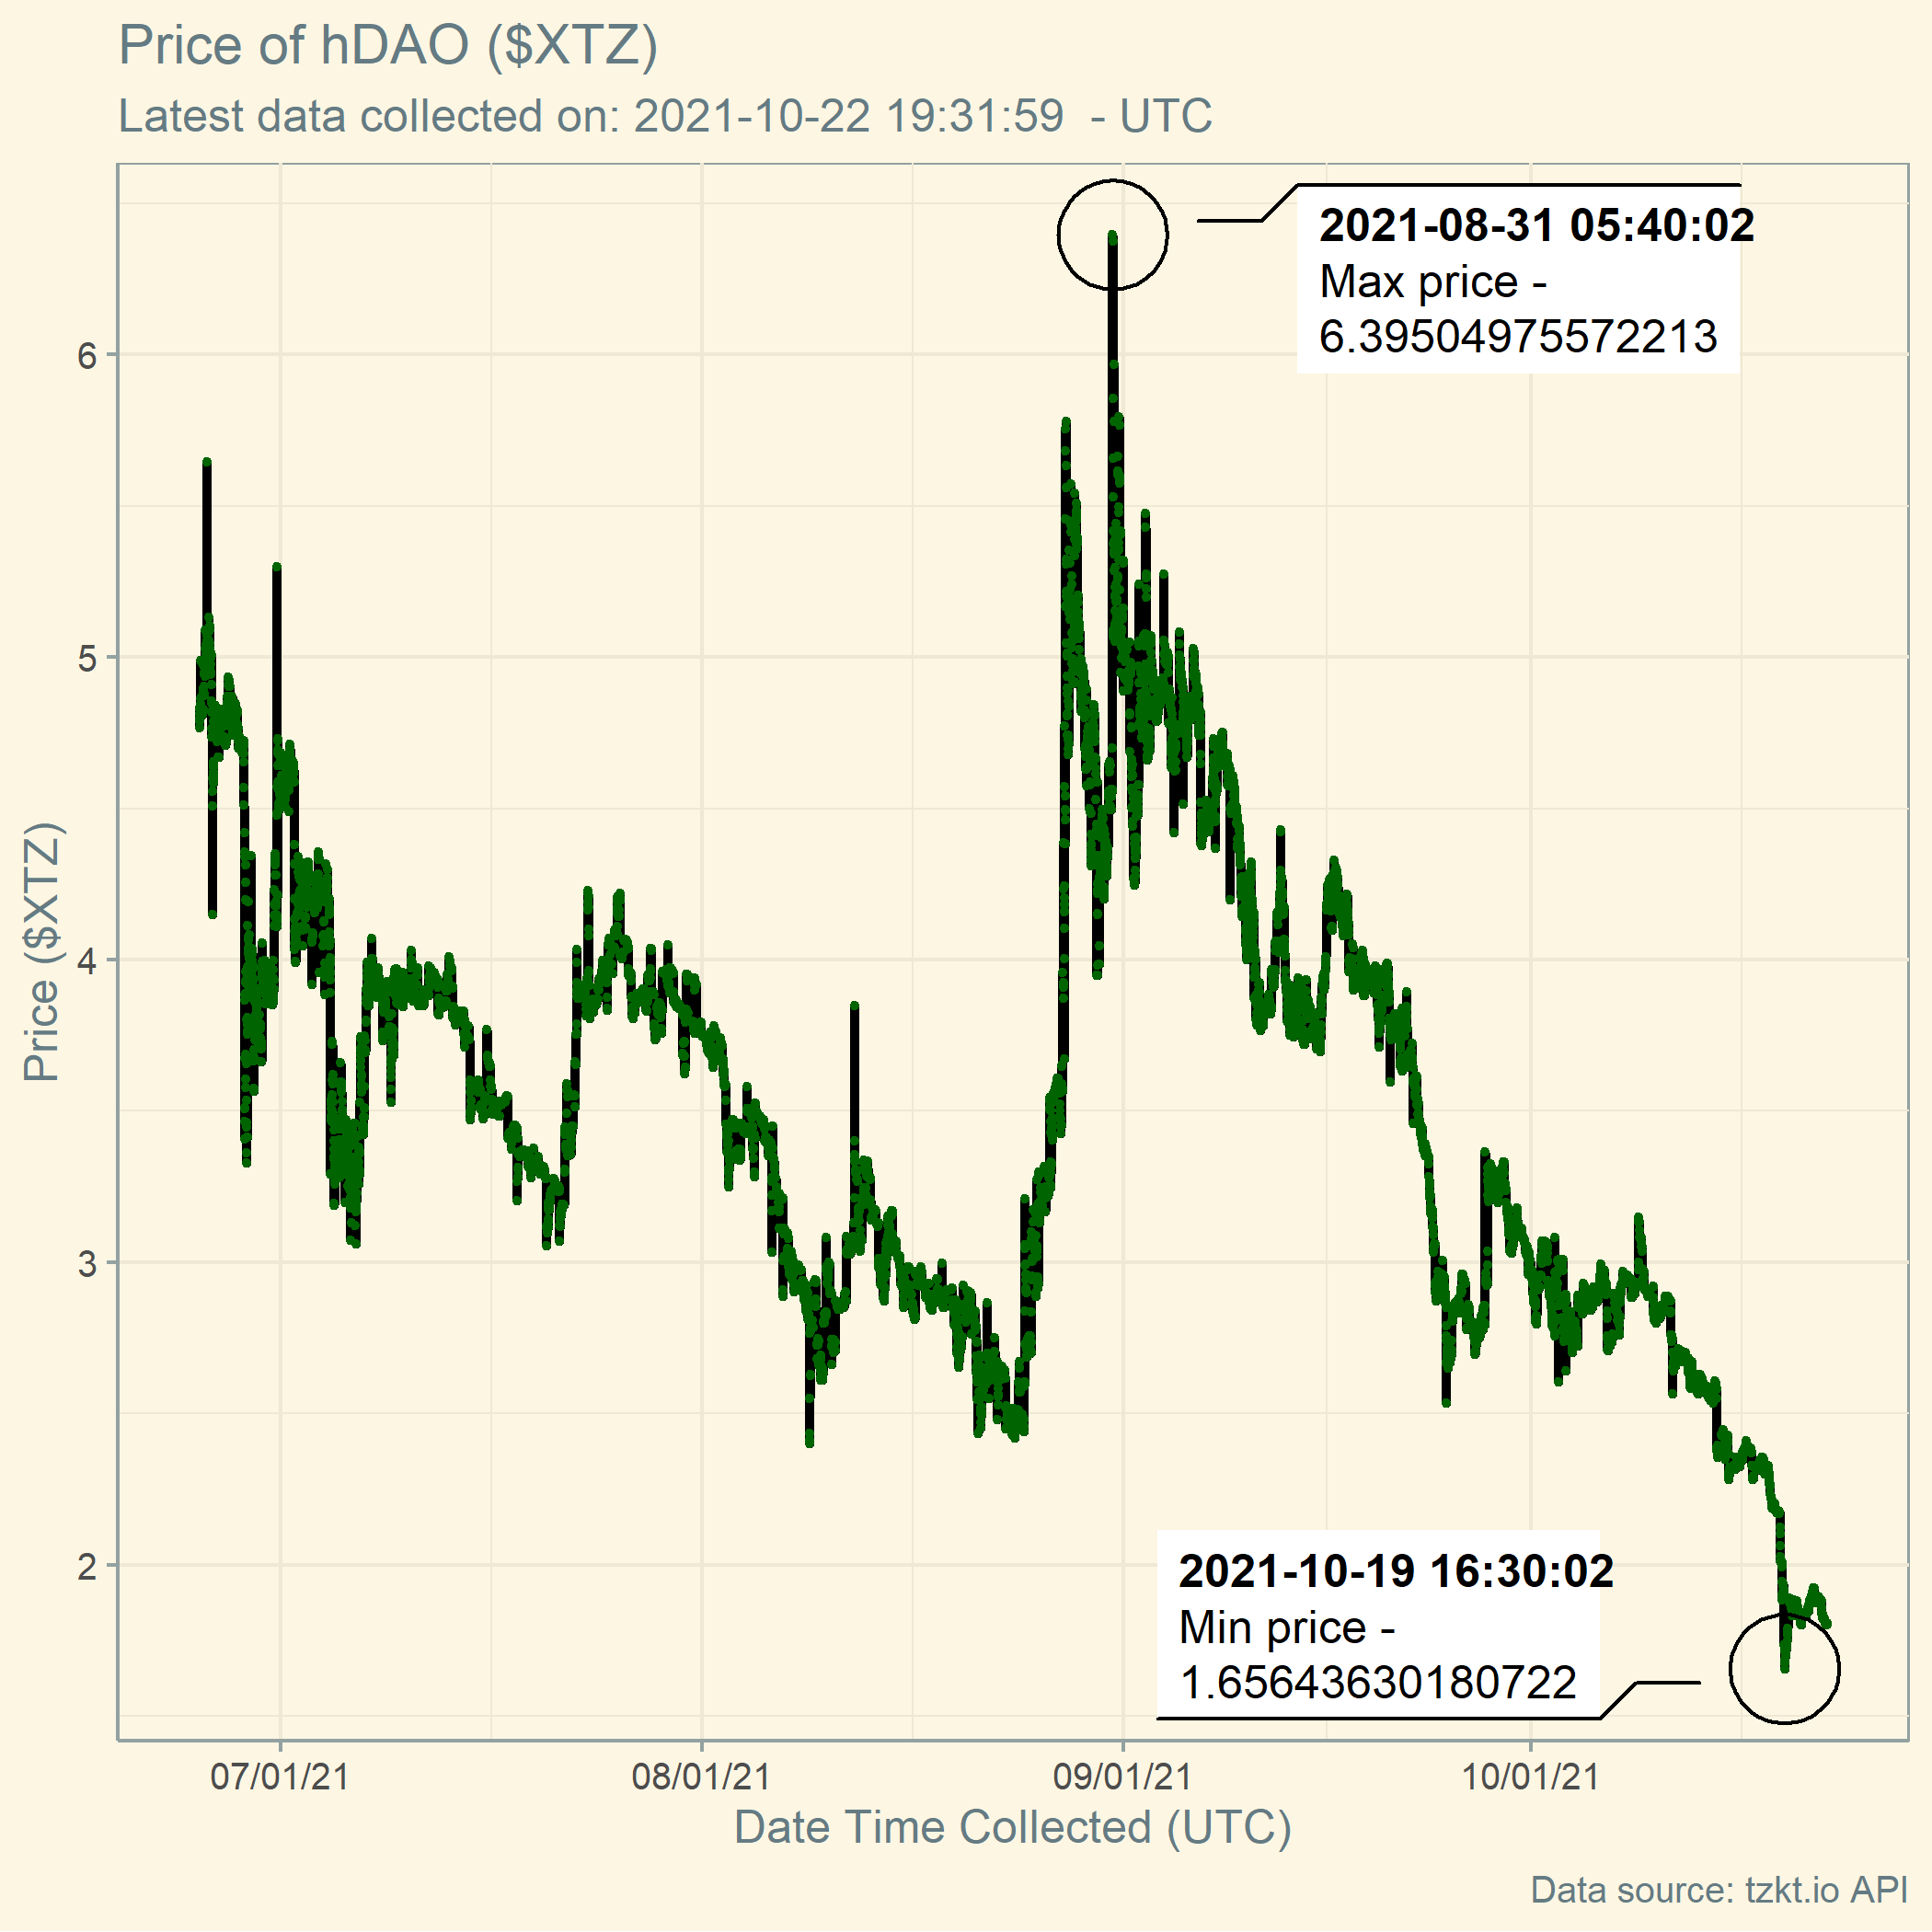 Price of hDAO ($XTZ)
Latest data collected on: 2021-10-22 19:31:59  - UTC
2021-08-31 05:40:02
Max price -
6.39504975572213
6
5
4
3
2
Price ($XTZ)
2021-10-19 16:30:02
Min price -
1.65643630180722
07/01/21
08/01/21
09/01/21
10/01/21
Date Time Collected (UTC)
Data source: tzkt.io API